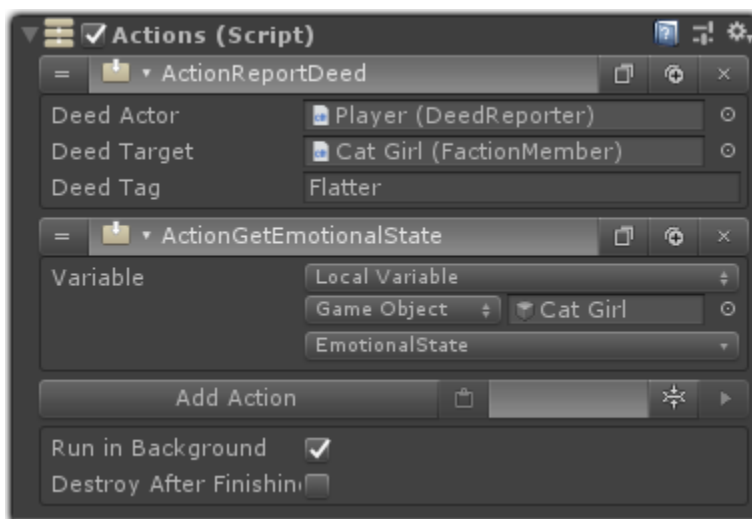 Actions (Script)
= ActionReportDeed
Deed Actor Player (DeedReporter)
Deed Target Cat Girl (FactionMember)
Deed Tag Flatter
= ActionGetEmotionalState
Variable Local Variable
Game Object Cat Girl
EmotionalState
Add Action
Run in Background
Destroy After Finishin